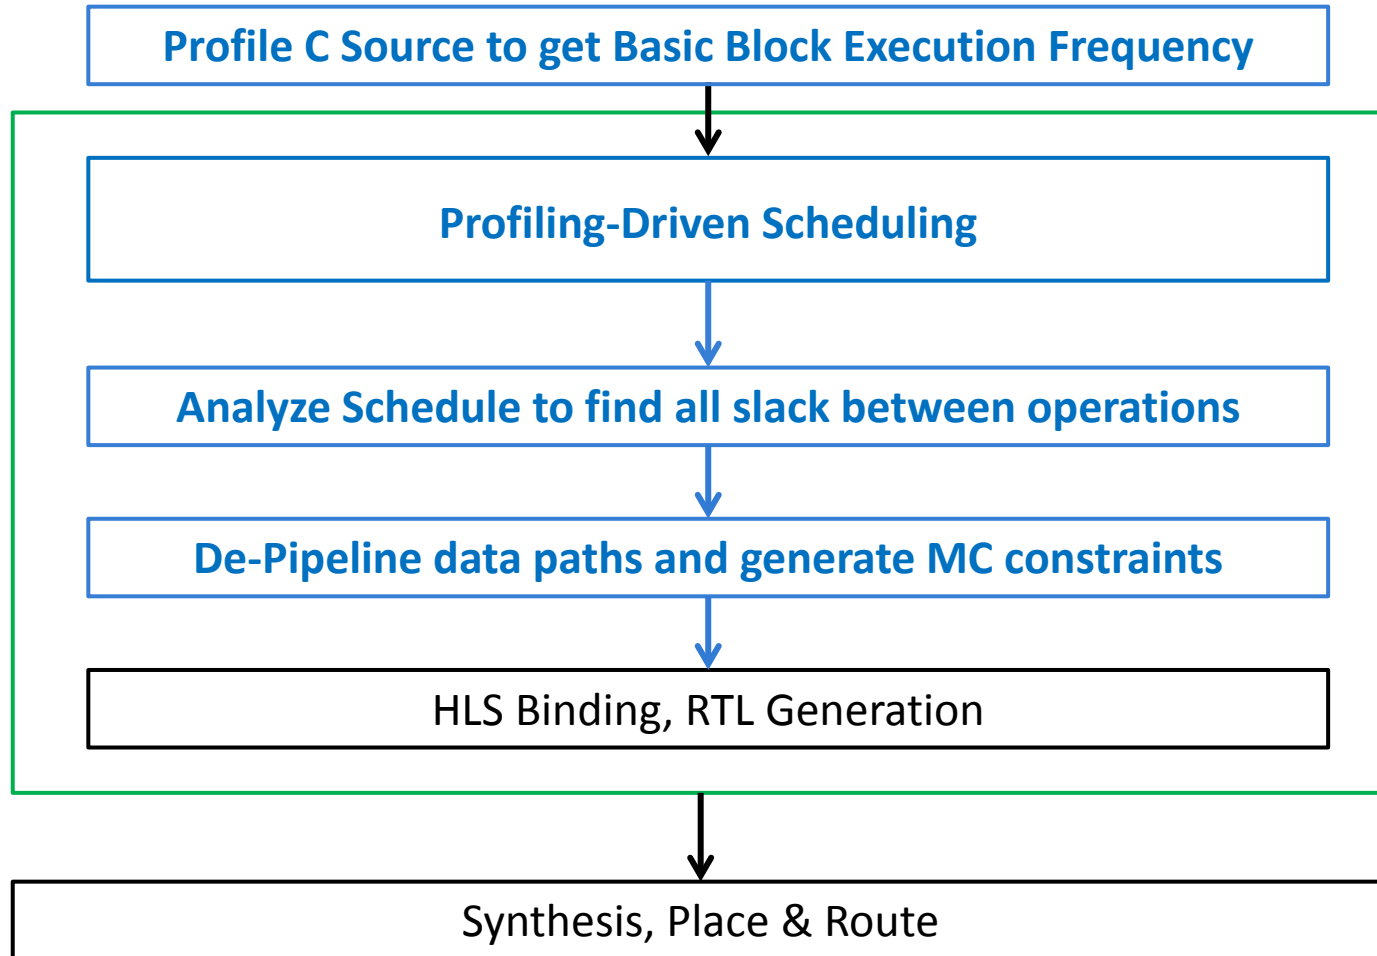 Profile C Source to get Basic Block Execution Frequency
Profiling-Driven Scheduling
Analyze Schedule to find all slack between operations
De-Pipeline data paths and generate MC constraints
HLS Binding, RTL Generation
Synthesis, Place & Route